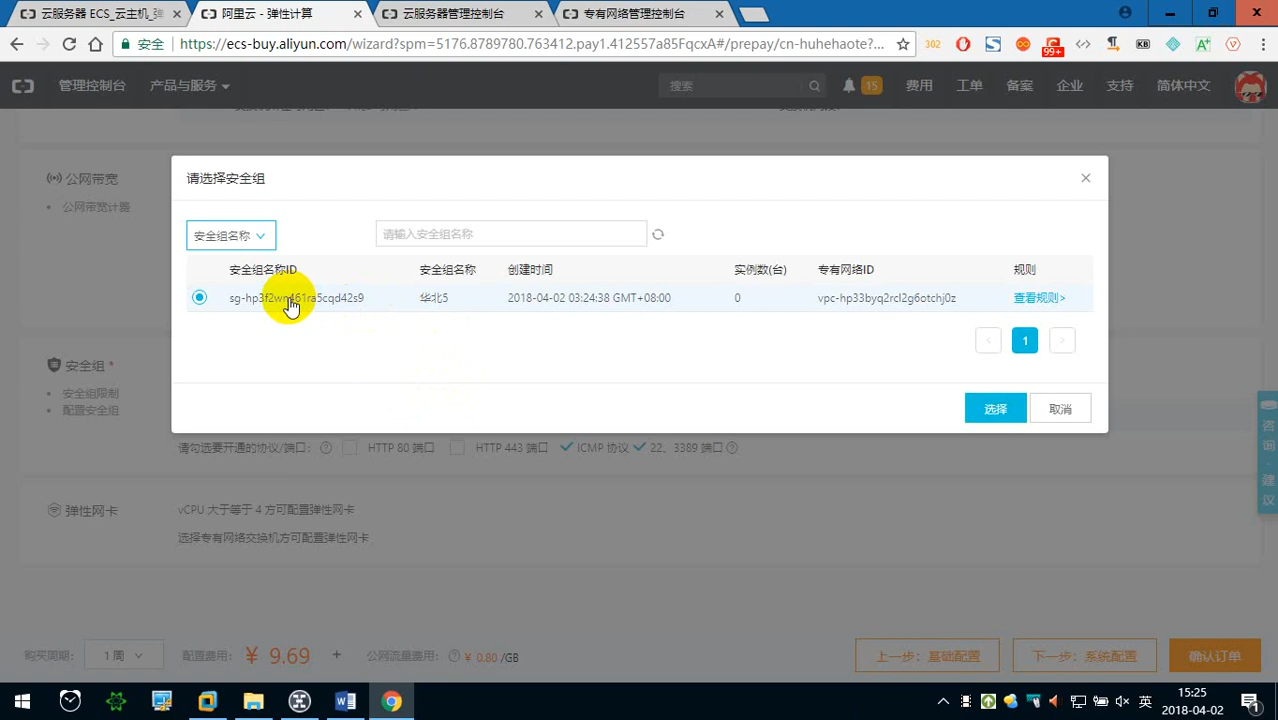 云服务器 ECS_云主机_弹
阿里云 - 弹性计算
云服务器管理控制台
专有网络管理控制台
安全
https://ecs-buy.aliyun.com/wizard?spm=5176.8789780.763412.pay1.412557a85FqcxA#/prepay/cn-huhehaote?...
302
99+
KB
管理控制台
产品与服务
搜索
15
费用
工单
备案
企业
支持
简体中文
公网带宽
公网带宽计器
请选择安全组
安全组名称
请输入安全组名称
安全组名称ID
安全组名称
创建时间
实例数(台)
专有网络ID
规则
sg-hp3f2wn461ra5cqd42s9
华北5
2018-04-02 03:24:38 GMT+08:00
0
vpc-hp33byq2rcl2g6otchj0z
查看规则>
1
选择
取消
安全组 *
安全组限制
配置安全组
请勾选要开通的协议/端口:
HTTP 80 端口
HTTP 443 端口
ICMP 协议
22、3389 端口
弹性网卡
vCPU 大于等于 4 方可配置弹性网卡
选择专有网络交换机方可配置弹性网卡
咨询·建议
购买周期:
1 周
配置费用:
¥ 9.69
+
公网流量费用:
¥ 0.80 /GB
上一步：基础配置
下一步：系统配置
确认订单
英
15:25
2018-04-02
1